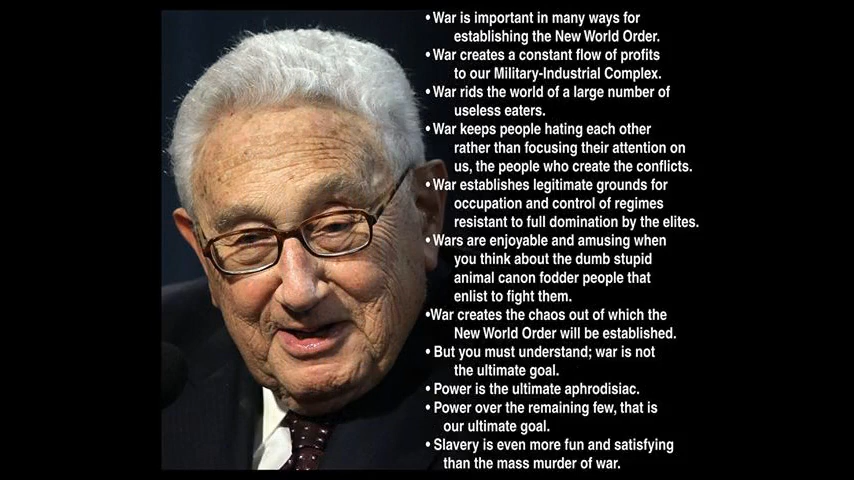 • War is important in many ways for
establishing the New World Order.
• War creates a constant flow of profits
to our Military-Industrial Complex.
• War rids the world of a large number of
useless eaters.
• War keeps people hating each other
rather than focusing their attention on
us, the people who create the conflicts.
• War establishes legitimate grounds for
occupation and control of regimes
resistant to full domination by the elites.
• Wars are enjoyable and amusing when
you think about the dumb stupid
animal canon fodder people that
enlist to fight them.
•War creates the chaos out of which the
New World Order will be established.
• But you must understand; war is not
the ultimate goal.
• Power is the ultimate aphrodisiac.
• Power over the remaining few, that is
our ultimate goal.
• Slavery is even more fun and satisfying
than the mass murder of war.